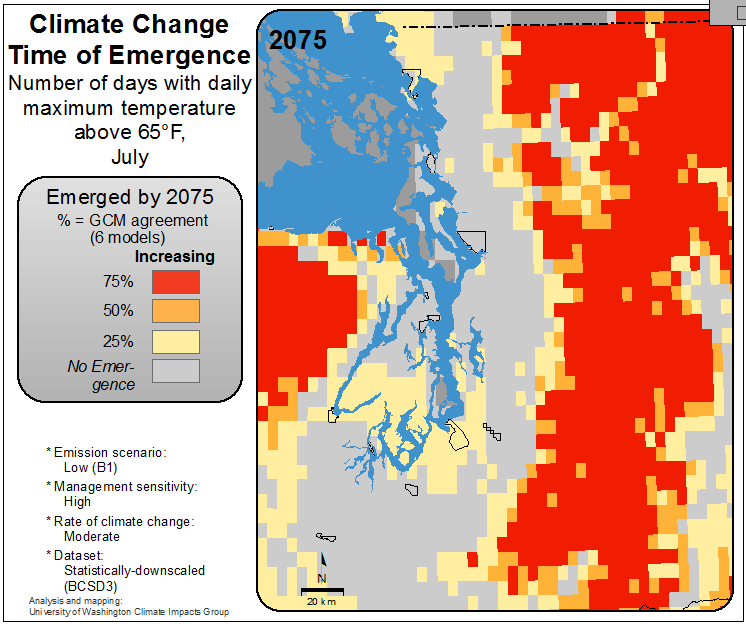 Climate Change
Time of Emergence
Number of days with daily
maximum temperature
above 65°F,
July
Emerged by 2075
% = GCM agreement
(6 models)
Increasing
75%
50%
25%
No Emer-
gence
* Emission scenario:
Low (B1)
* Management sensitivity:
High
* Rate of climate change:
Moderate
* Dataset:
Statistically-downscaled
(BCSD3)
Analysis and mapping:
University of Washington Climate Impacts Group
2075
N
20 km